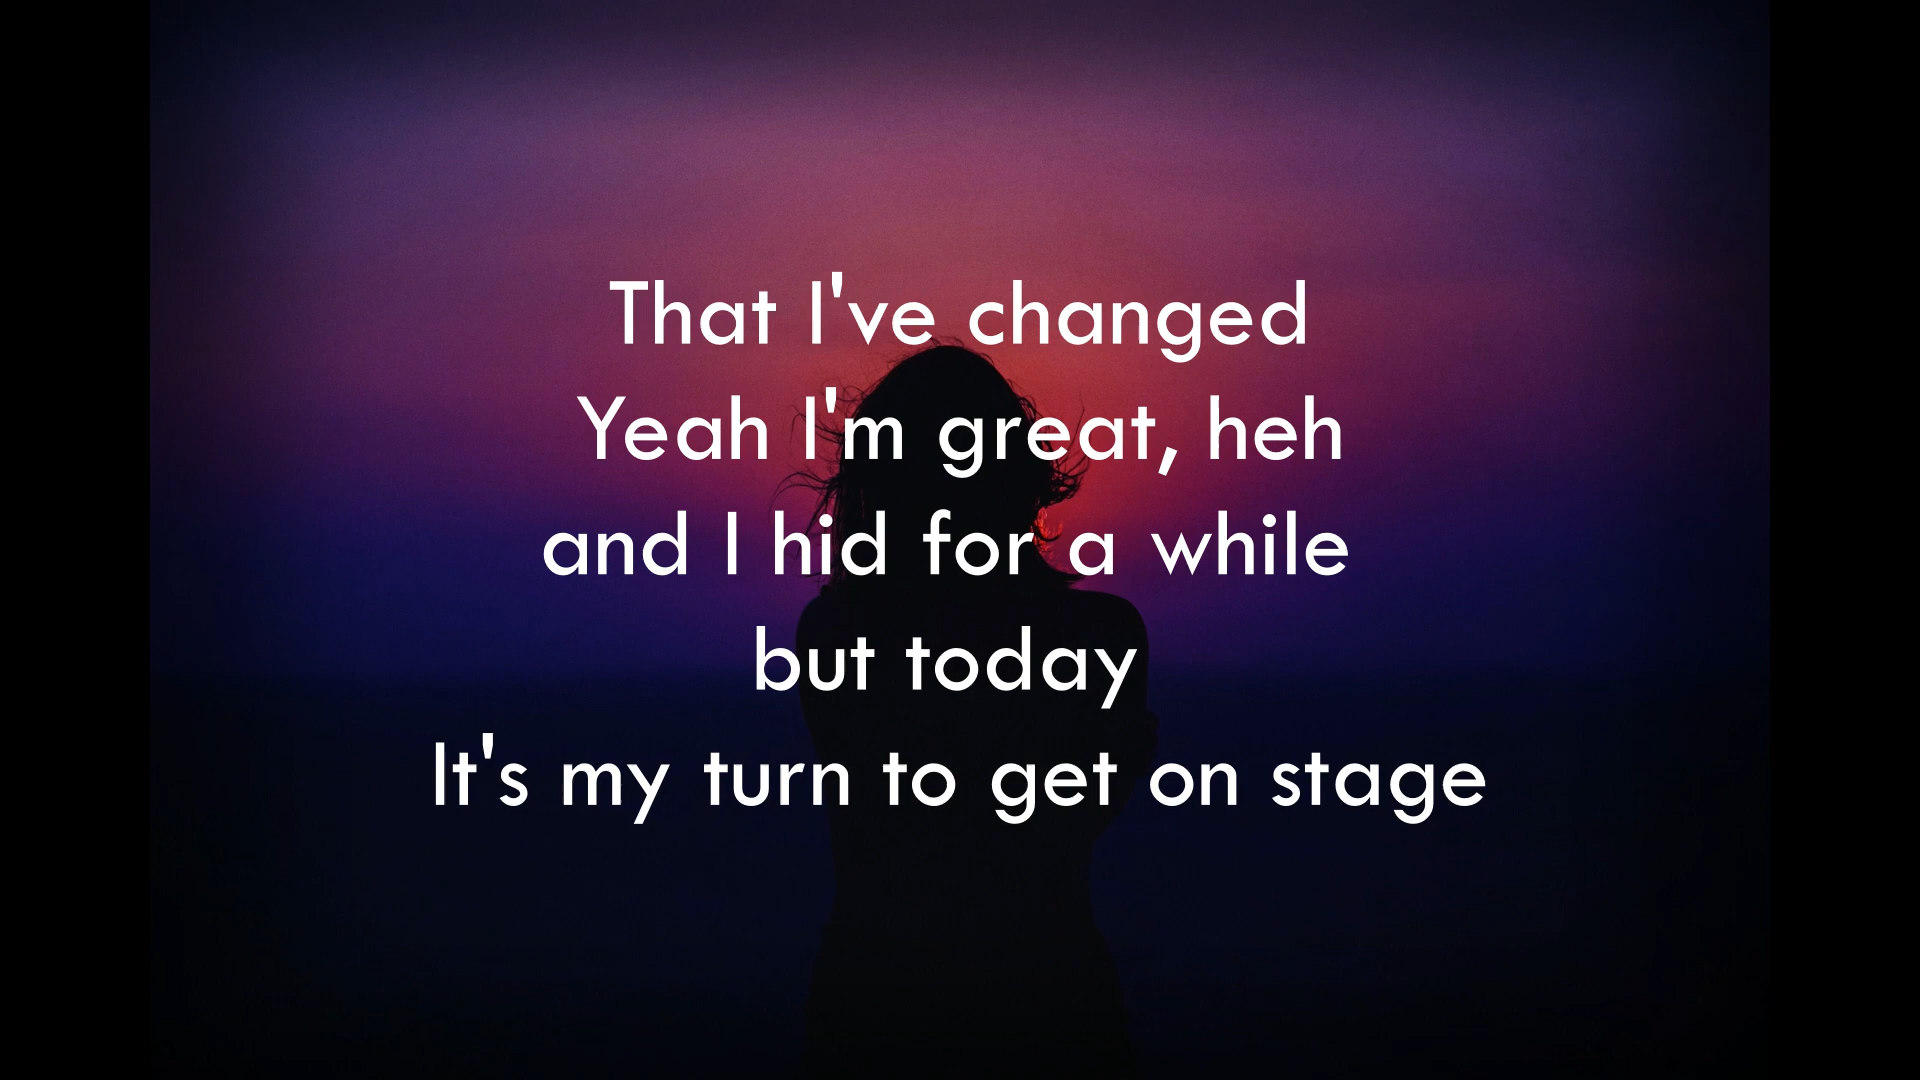 That I've changed
Yeah I'm great, heh
and I hid for a while
but today
It's my turn to get on stage